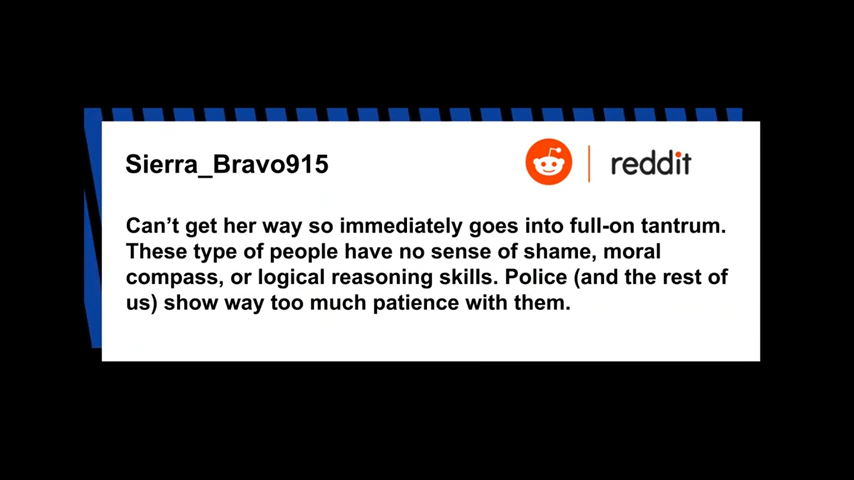 Sierra_Bravo915
reddit
Can't get her way so immediately goes into full-on tantrum.
These type of people have no sense of shame, moral
compass, or logical reasoning skills. Police (and the rest of
us) show way too much patience with them.